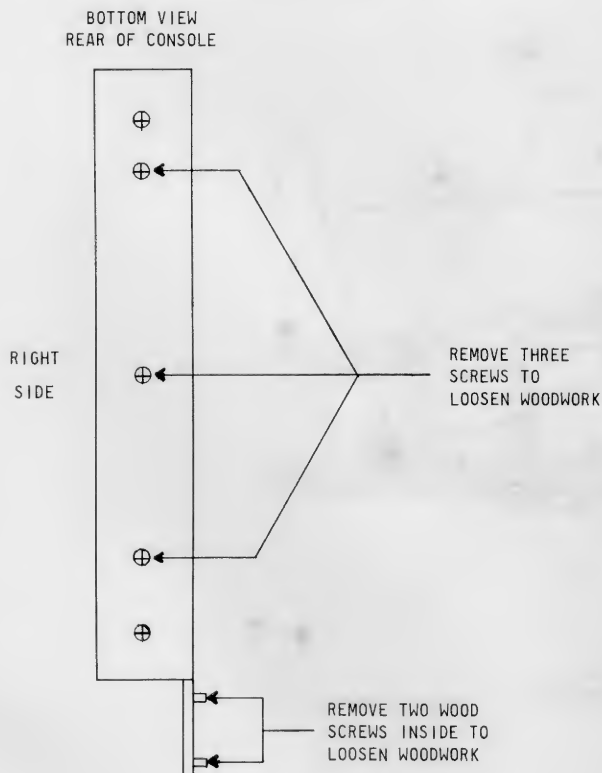 BOTTOM VIEW
REAR OF CONSOLE
RIGHT
SIDE
REMOVE THREE
SCREWS TO
LOOSEN WOODWORK
REMOVE TWO WOOD
SCREWS INSIDE TO
LOOSEN WOODWORK